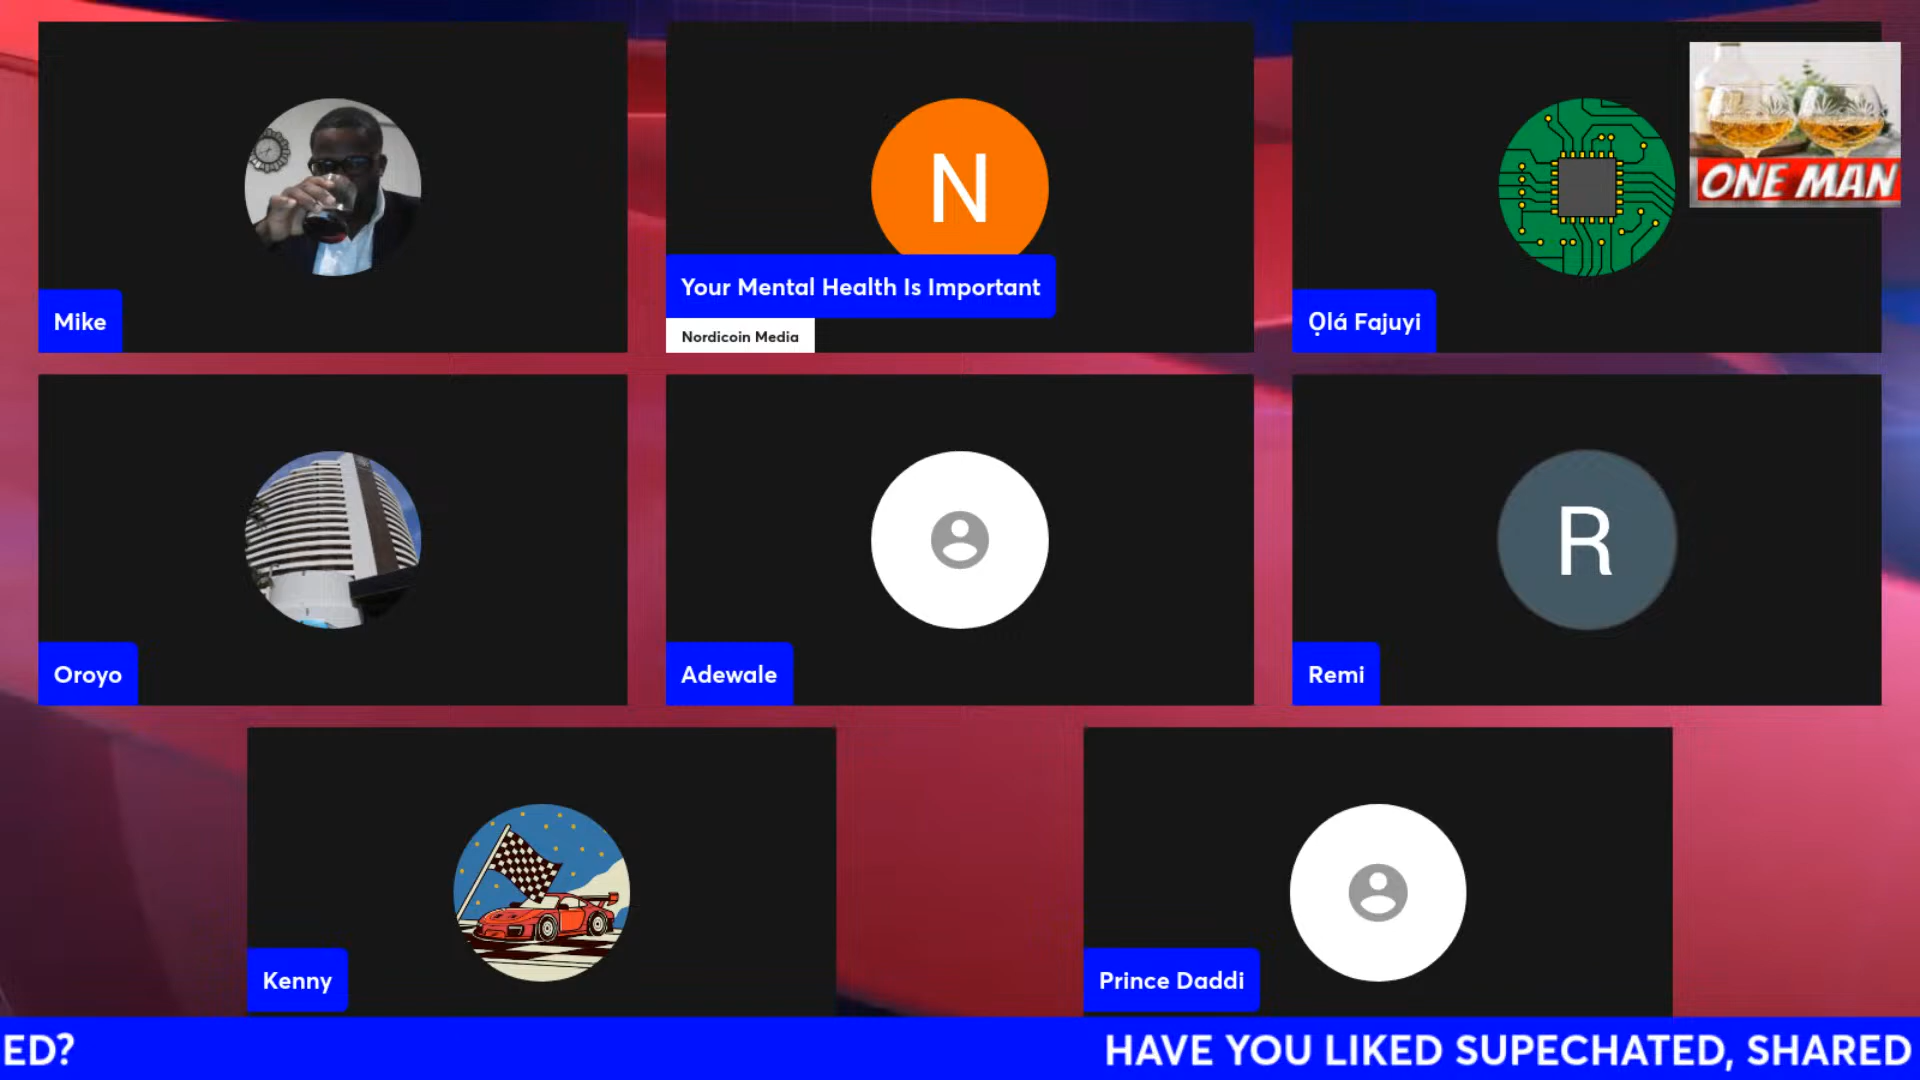 N
ONE MAN
Mike
Your Mental Health Is Important
Nordicoin Media
Ọlá Fajuyi
R
Oroyo
Adewale
Remi
Kenny
Prince Daddi
ED?
HAVE YOU LIKED SUPECHATED, SHARED